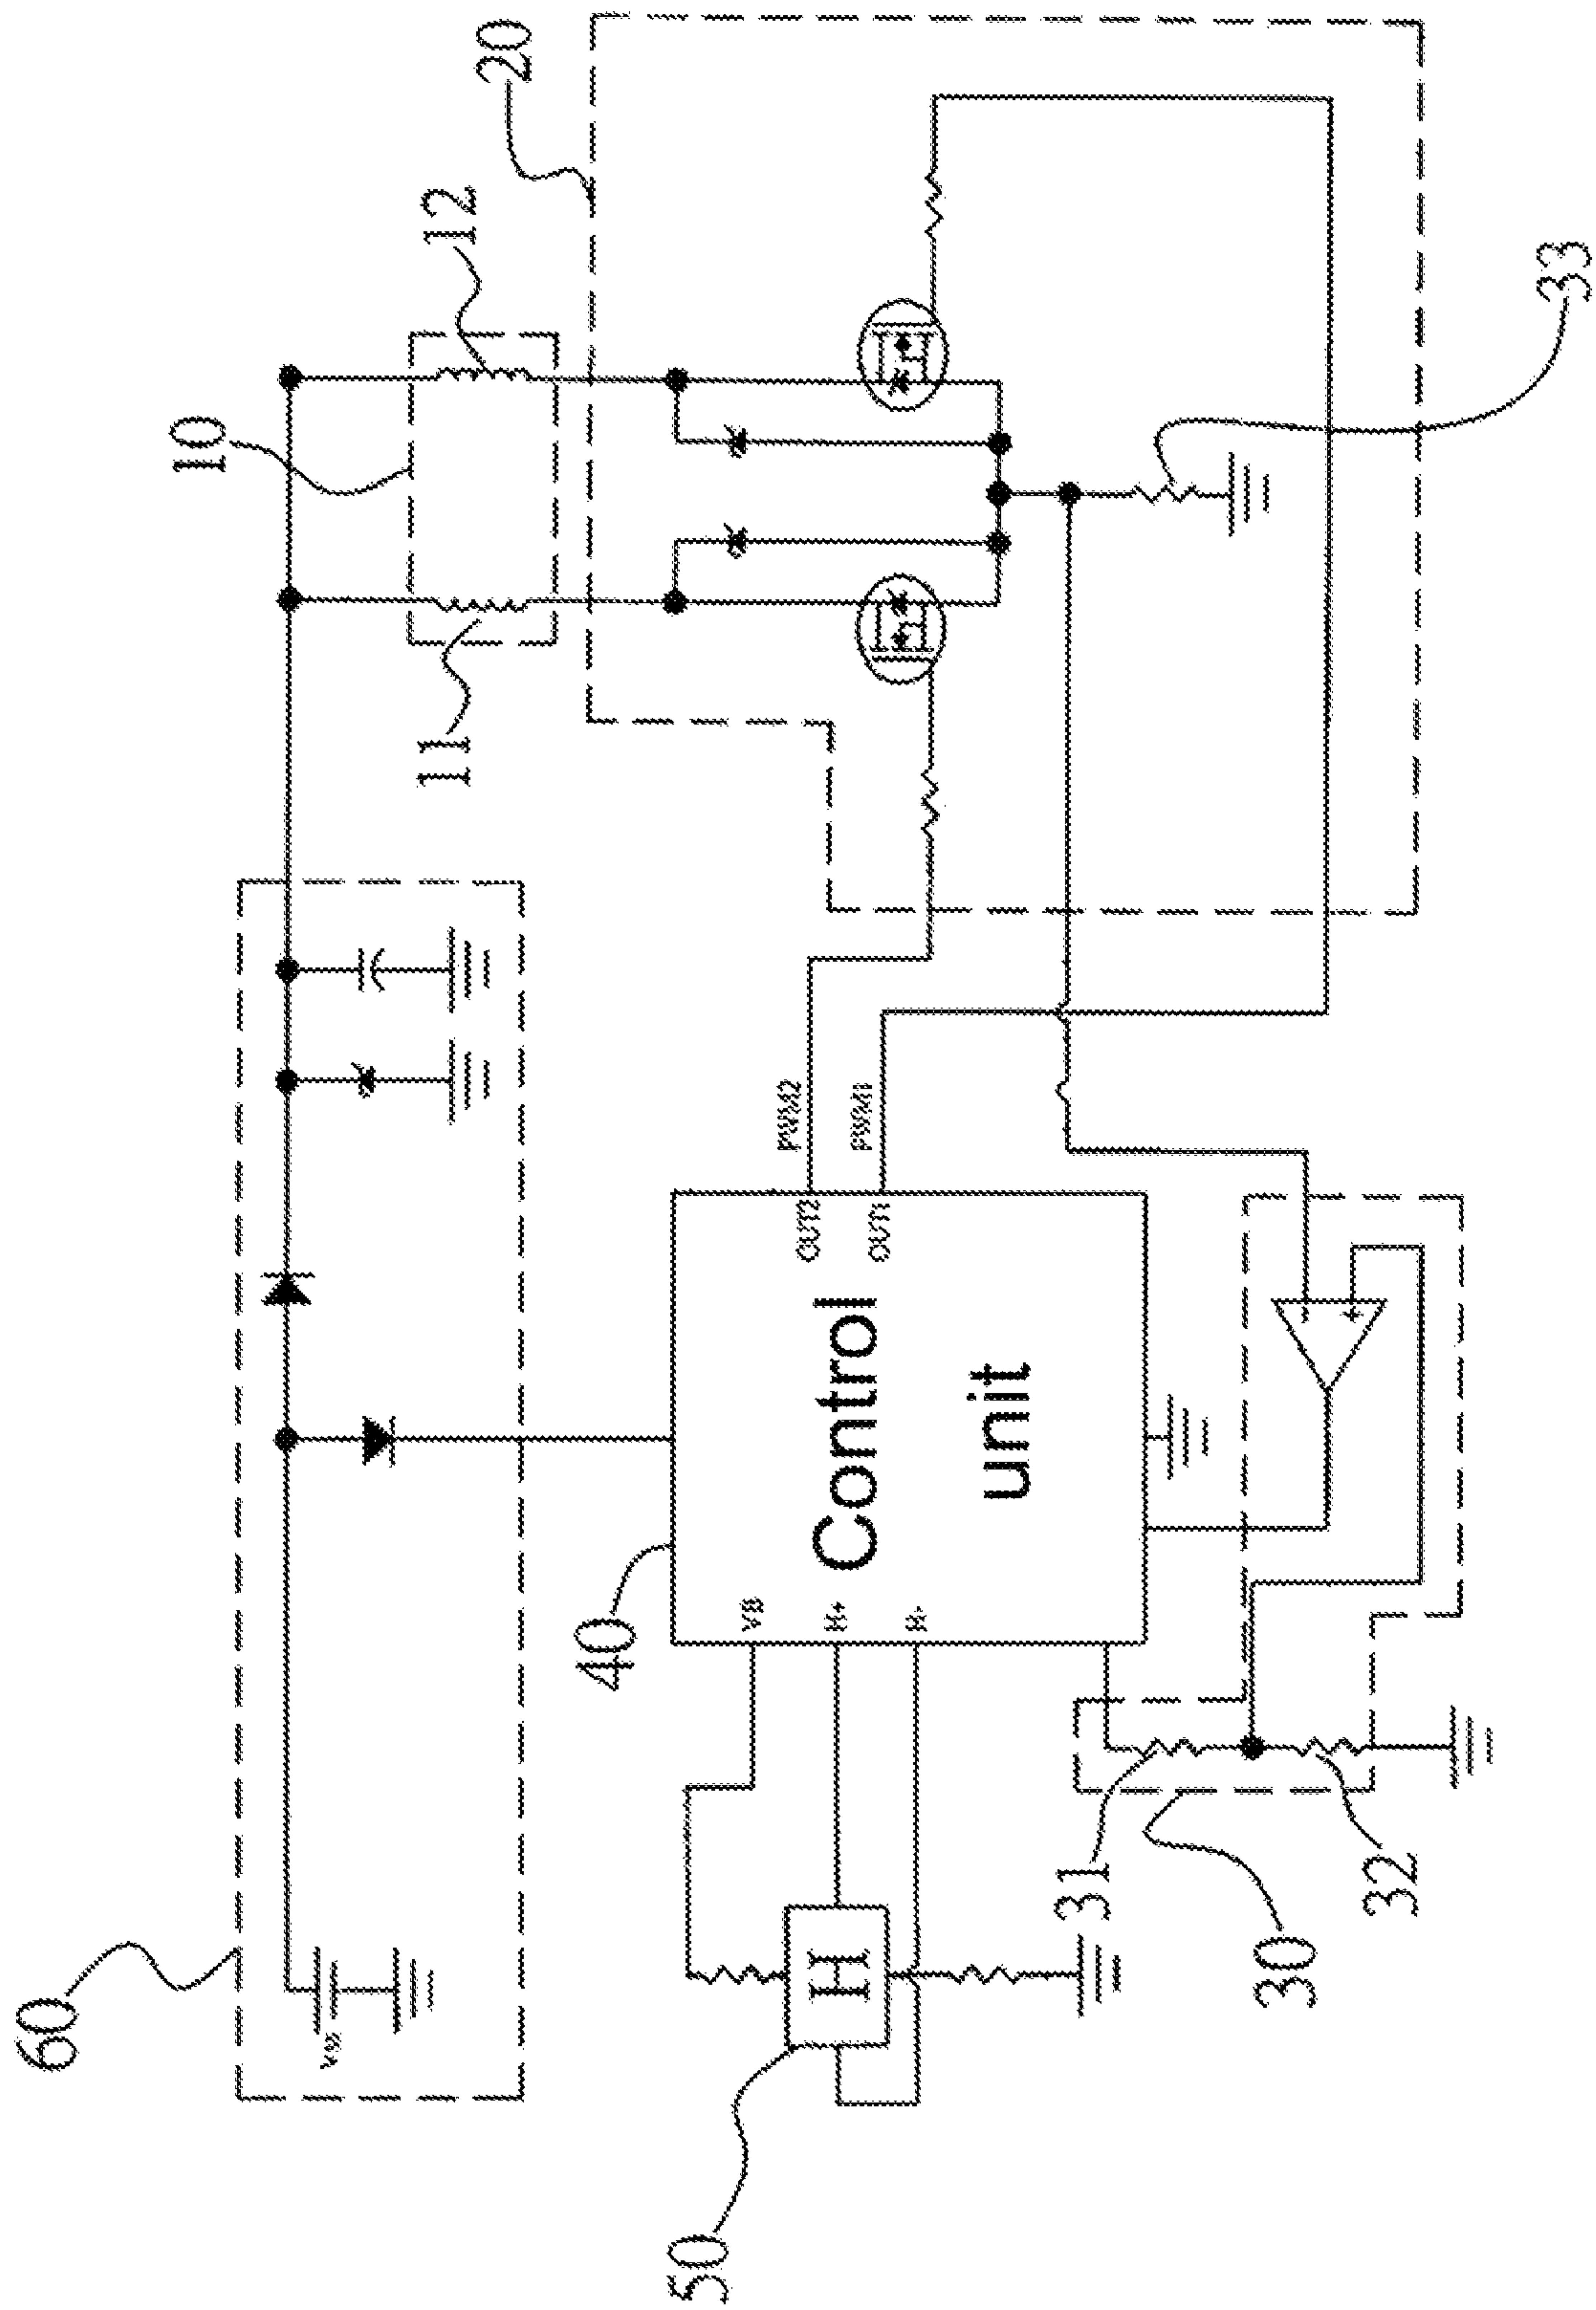 60
10
11
12
20
40
VB
H+
H-
Control
unit
OUT2
OUT1
PWM2
PWM1
50
H
31
30
32
33